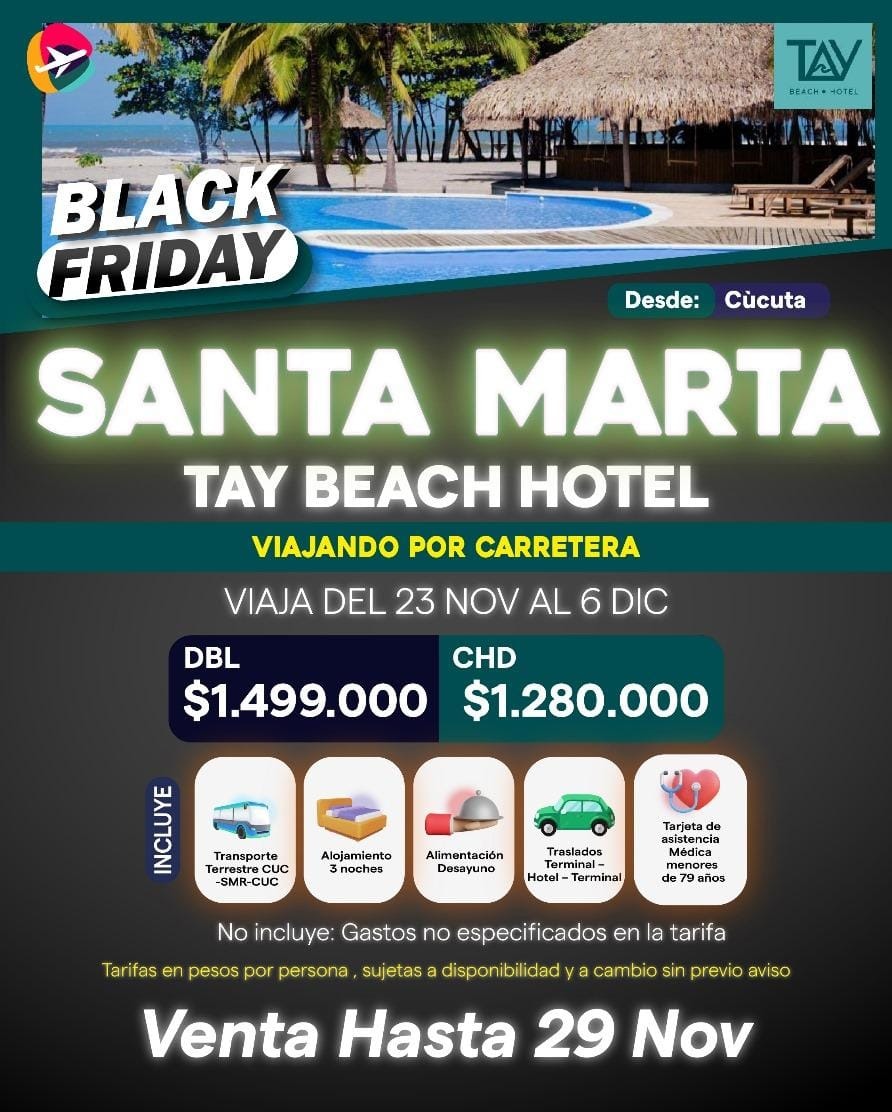 TAY
BEACH • HOTEL
BLACK
FRIDAY
Desde: Cùcuta
SANTA MARTA
TAY BEACH HOTEL
VIAJANDO POR CARRETERA
VIAJA DEL 23 NOV AL 6 DIC
DBL
$1.499.000
CHD
$1.280.000
INCLUYE
Transporte
Terrestre CUC
-SMR-CUC
Alojamiento
3 noches
Alimentación
Desayuno
Traslados
Terminal –
Hotel – Terminal
Tarjeta de
asistencia
Médica
menores
de 79 años
No incluye: Gastos no especificados en la tarifa
Tarifas en pesos por persona , sujetas a disponibilidad y a cambio sin previo aviso
Venta Hasta 29 Nov